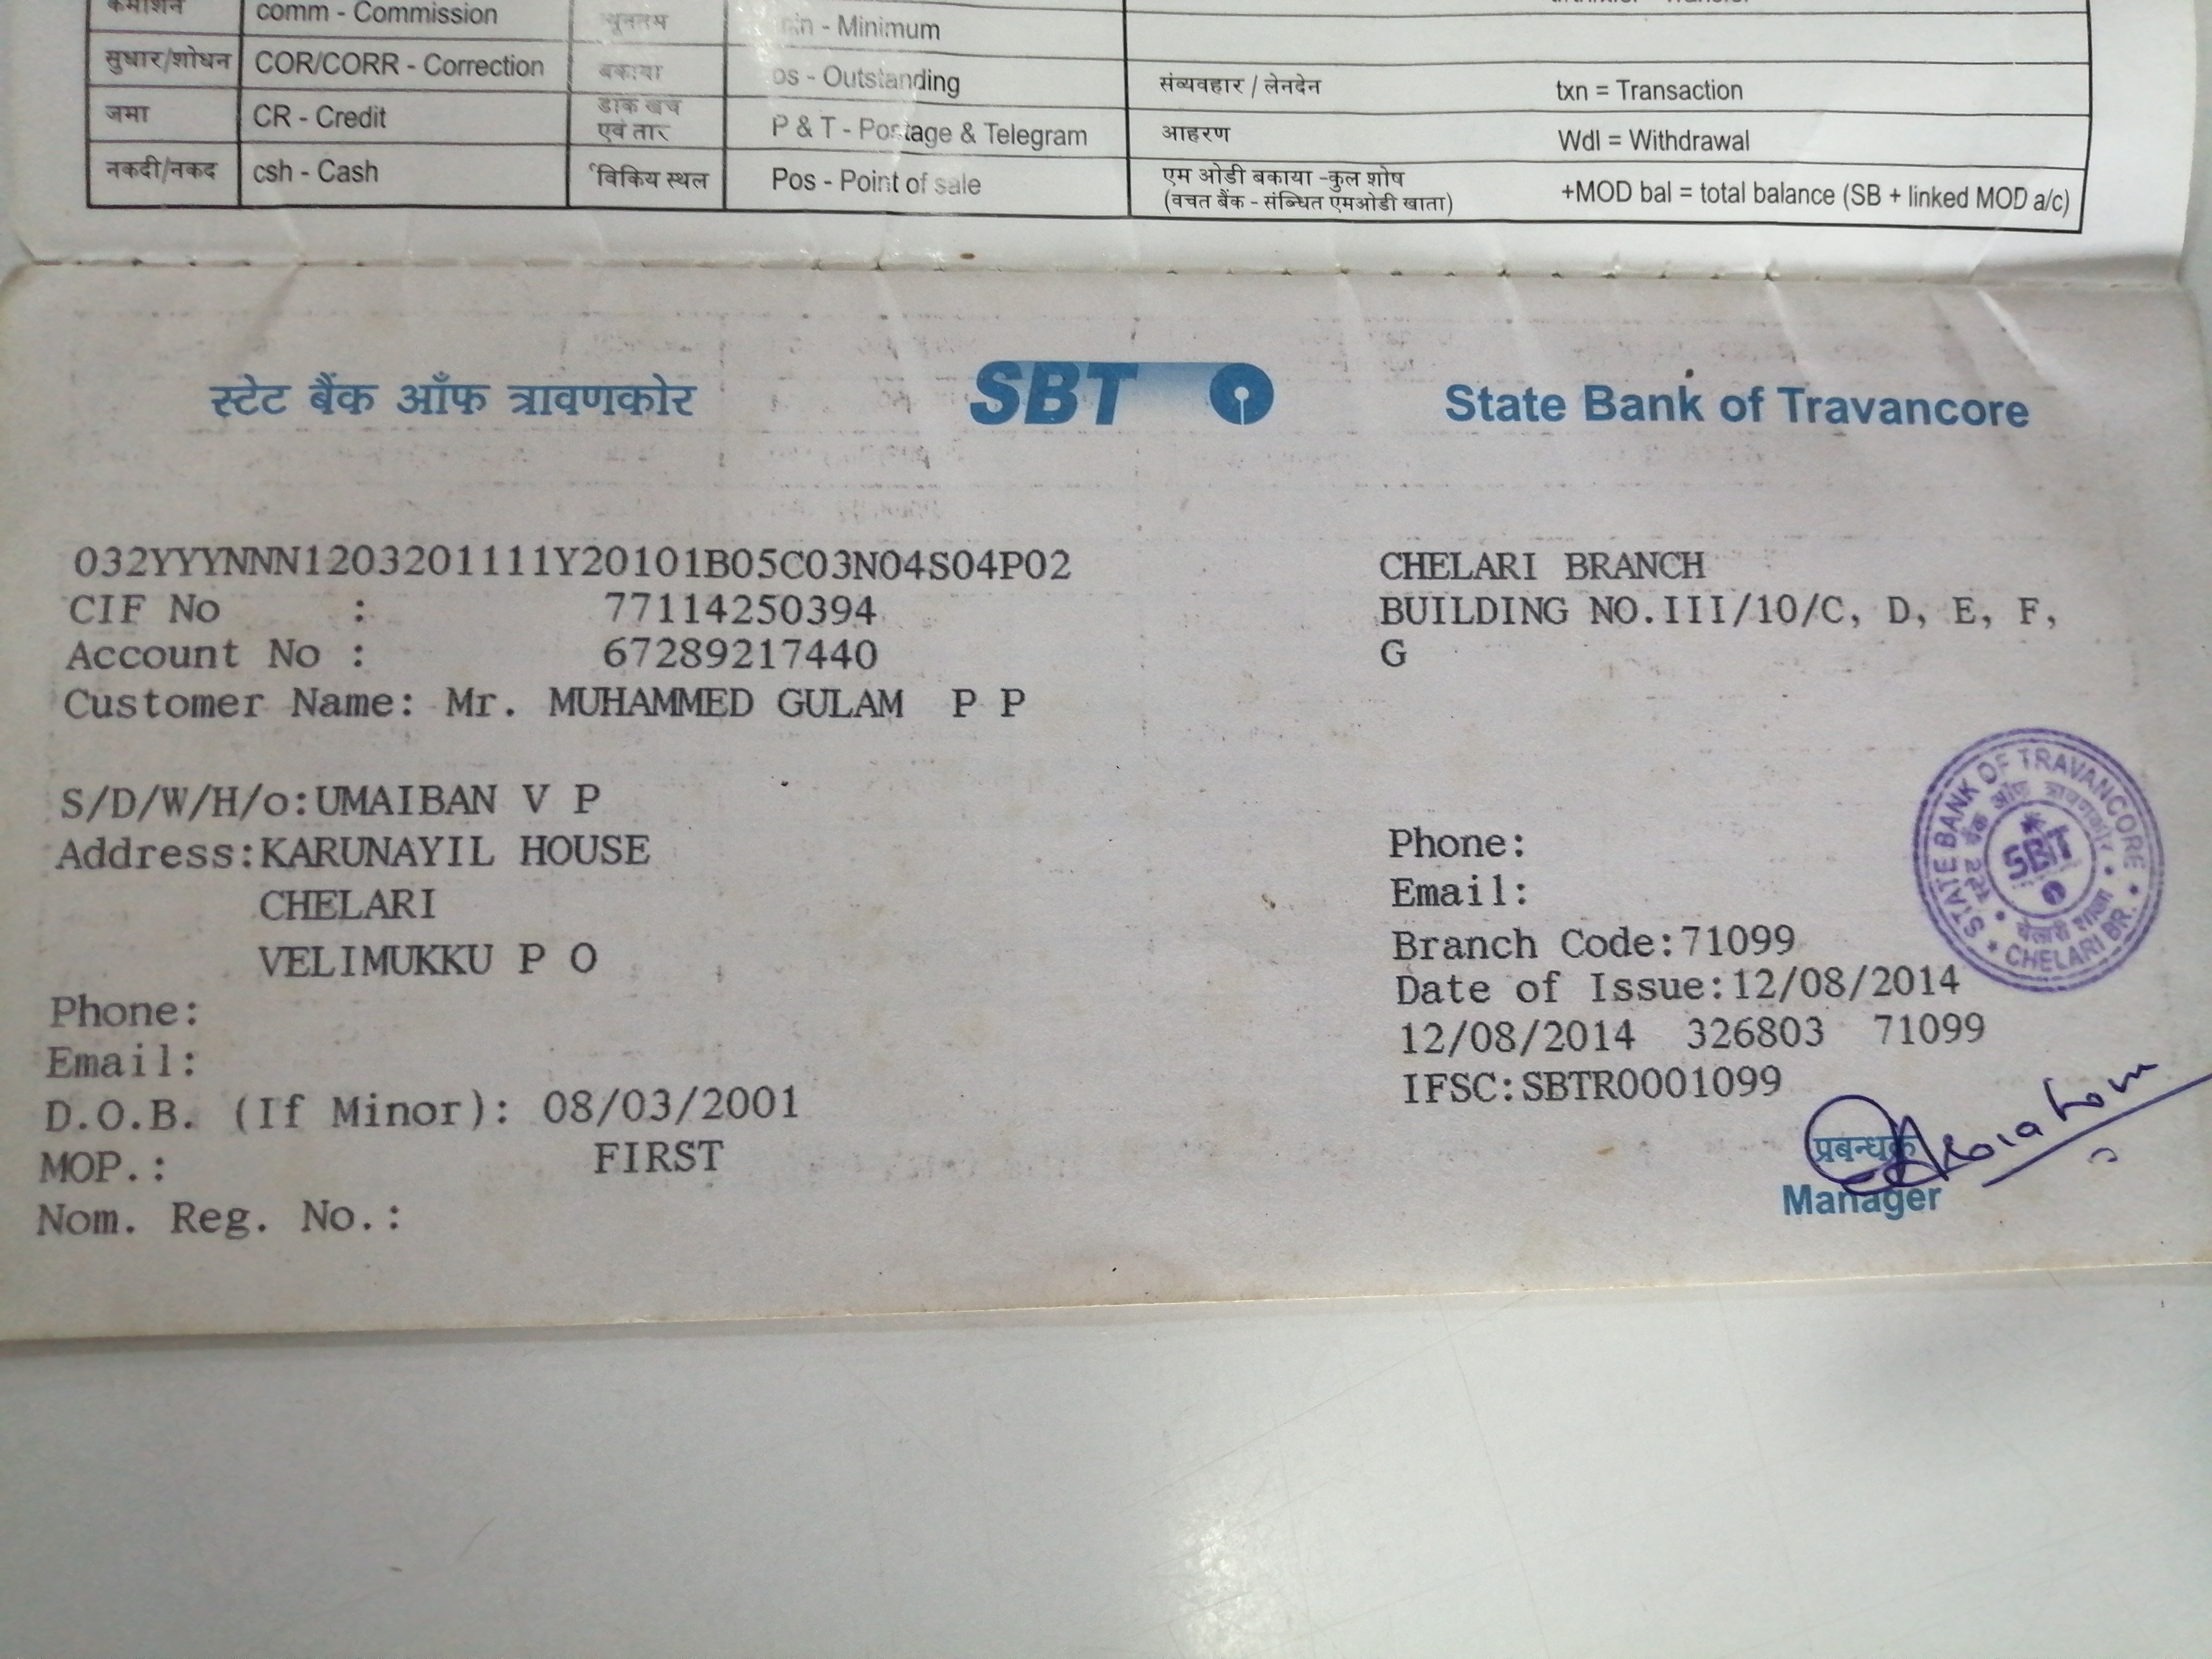 comm - Commission
न्यूनतम
- Minimum
सुधार/शोधन
COR/CORR - Correction
बकाया
os - Outstanding
संव्यवहार / लेनदेन
txn = Transaction
जमा
CR - Credit
डाक खर्च
एवं तार
P & T - Postage & Telegram
आहरण
Wdl = Withdrawal
नकदी/नकद
csh - Cash
विक्रिय स्थल
Pos - Point of sale
एम ओडी बकाया -कुल शोष
(वचत बैंक - संब्धित एमओडी खाता)
+MOD bal = total balance (SB + linked MOD a/c)
स्टेट बैंक ऑफ त्रावणकोर
SBT
State Bank of Travancore
032YYYNNN1203201111Y20101B05C03N04S04P02
CIF No : 77114250394
Account No : 67289217440
Customer Name: Mr. MUHAMMED GULAM P P
S/D/W/H/o:UMAIBAN V P
Address:KARUNAYIL HOUSE
CHELARI
VELIMUKKU P O
Phone:
Email:
D.O.B. (If Minor): 08/03/2001
MOP.: FIRST
Nom. Reg. No.:
CHELARI BRANCH
BUILDING NO.III/10/C, D, E, F,
G
Phone:
Email:
Branch Code:71099
Date of Issue:12/08/2014
12/08/2014 326803 71099
IFSC:SBTR0001099
STATE BANK OF TRAVANCORE
स्टेट बैंक ऑफ त्रावणकोर
SBT
चेलारी शाखा
CHELARI BR.
प्रबन्धक
Manager